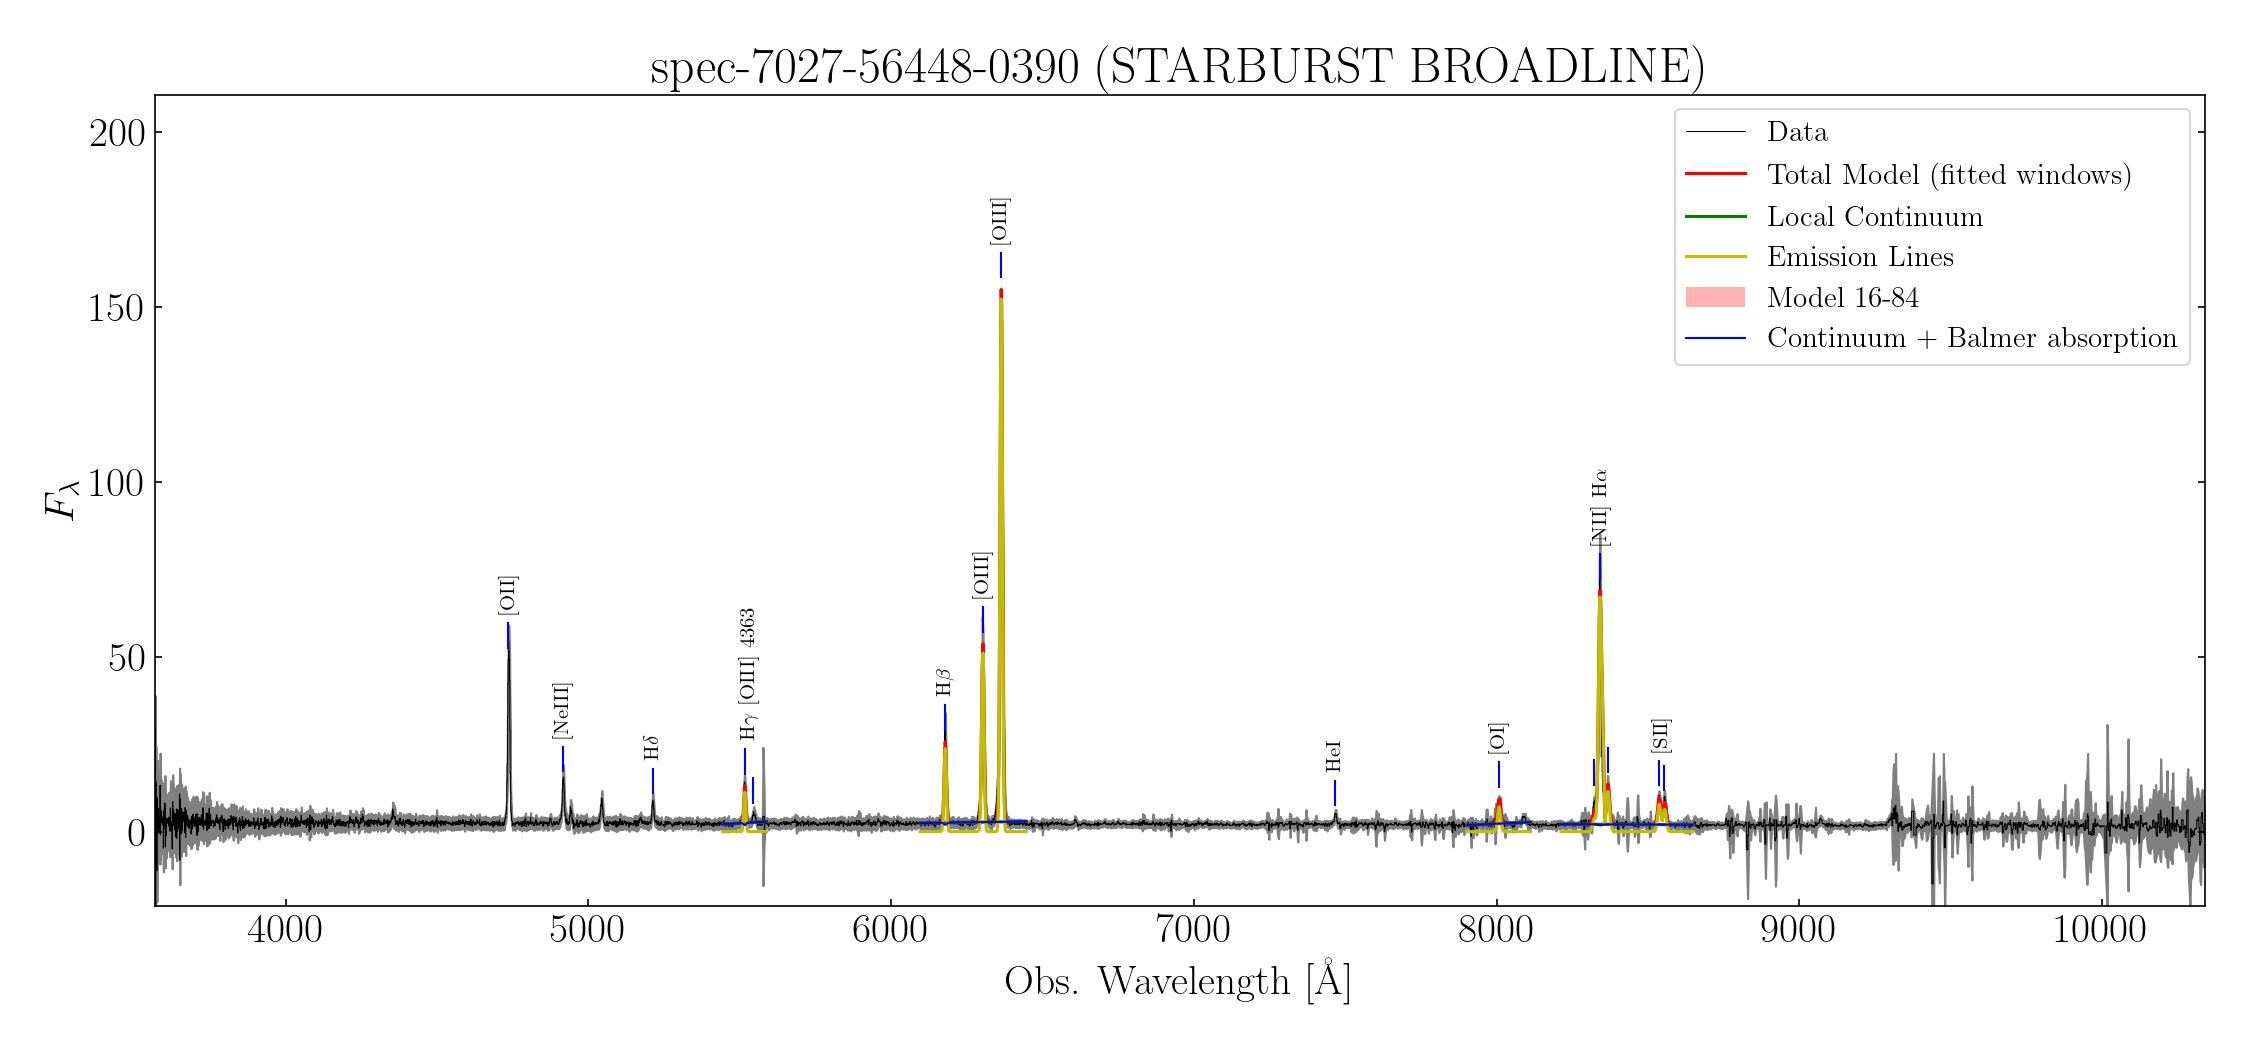 spec-7027-56448-0390 (STARBURST BROADLINE)
Data
Total Model (fitted windows)
Local Continuum
Emission Lines
Model 16-84
Continuum + Balmer absorption
200
150
100
50
0
Fλ
[OII]
[NeIII]
Hδ
Hγ [OIII] 4363
Hβ
[OIII]
[OIII]
HeI
[OI]
[NII] Hα
[SII]
4000
5000
6000
7000
8000
9000
10000
Obs. Wavelength [Å]